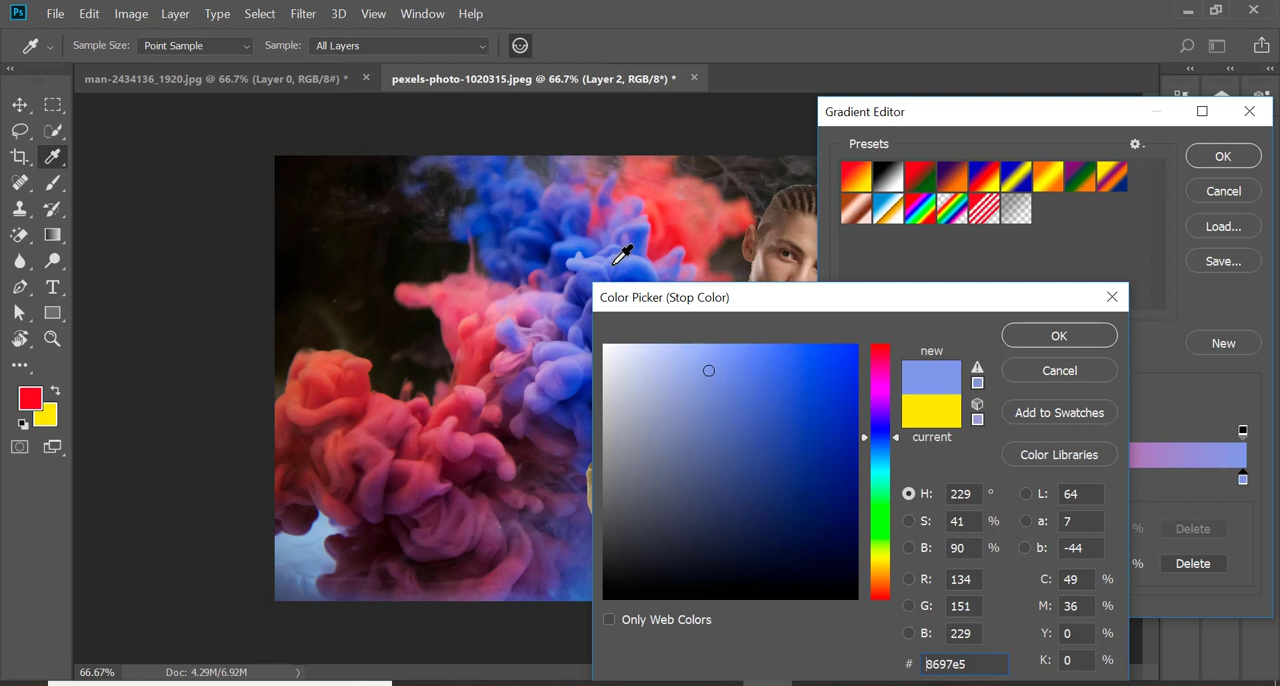 Ps File Edit Image Layer Type Select Filter 3D View Window Help
Sample Size: Point Sample Sample: All Layers
man-2434136_1920.jpg @ 66.7% (Layer 0, RGB/8#) * × pexels-photo-1020315.jpeg @ 66.7% (Layer 2, RGB/8*) * ×
Gradient Editor
Presets
OK
Cancel
Load...
Save...
New
%
Delete
%
Delete
Color Picker (Stop Color)
new
current
OK
Cancel
Add to Swatches
Color Libraries
H: 229 ° L: 64
S: 41 % a: 7
B: 90 % b: -44
R: 134 C: 49 %
G: 151 M: 36 %
B: 229 Y: 0 %
# 8697e5 K: 0 %
Only Web Colors
66.67% Doc: 4.29M/6.92M